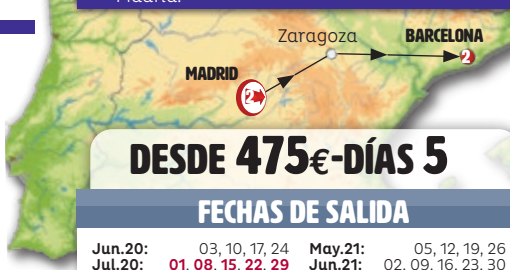 Madrid.
Zaragoza
BARCELONA
2
MADRID
2
DESDE 475€-DÍAS 5
FECHAS DE SALIDA
Jun.20: 03, 10, 17, 24 May.21: 05, 12, 19, 26
Jul.20: 01, 08, 15, 22, 29 Jun.21: 02, 09, 16, 23, 30